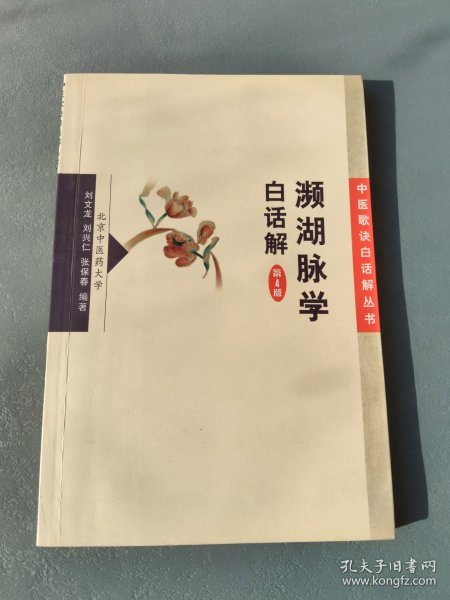 中医歌诀白话解丛书
濒湖脉学
白话解
第4版
北京中医药大学
刘文龙 刘兴仁 张保春 编著
孔夫子旧书网
www.kongfz.com